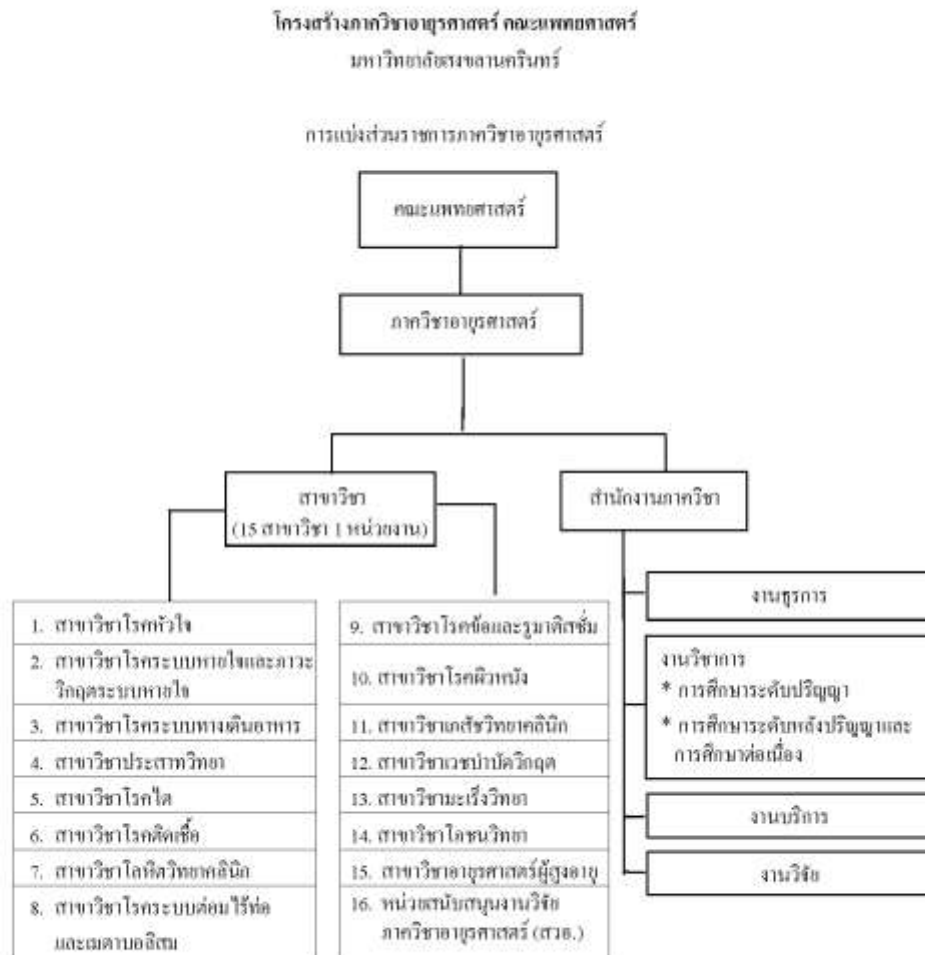 โครงสร้างภาควิชาอายุรศาสตร์ คณะแพทยศาสตร์
มหาวิทยาลัยสงขลานครินทร์
การแบ่งส่วนราชการภาควิชาอายุรศาสตร์
คณะแพทยศาสตร์
ภาควิชาอายุรศาสตร์
สาขาวิชา
(15 สาขาวิชา 1 หน่วยงาน)
สำนักงานภาควิชา
1. สาขาวิชาโรคหัวใจ
2. สาขาวิชาโรคระบบหายใจและภาวะ
วิกฤตระบบหายใจ
3. สาขาวิชาโรคระบบทางเดินอาหาร
4. สาขาวิชาประสาทวิทยา
5. สาขาวิชาโรคไต
6. สาขาวิชาโรคติดเชื้อ
7. สาขาวิชาโลหิตวิทยาคลินิก
8. สาขาวิชาโรคระบบต่อมไร้ท่อ
และเมตาบอลิสม
9. สาขาวิชาโรคข้อและรูมาติสซั่ม
10. สาขาวิชาโรคผิวหนัง
11. สาขาวิชาเภสัชวิทยาคลินิก
12. สาขาวิชาเวชบำบัดวิกฤต
13. สาขาวิชามะเร็งวิทยา
14. สาขาวิชาโภชนวิทยา
15. สาขาวิชาอายุรศาสตร์ผู้สูงอายุ
16. หน่วยสนับสนุนงานวิจัย
ภาควิชาอายุรศาสตร์ (สวอ.)
งานธุรการ
งานวิชาการ
* การศึกษาระดับปริญญา
* การศึกษาระดับหลังปริญญาและ
การศึกษาต่อเนื่อง
งานบริการ
งานวิจัย